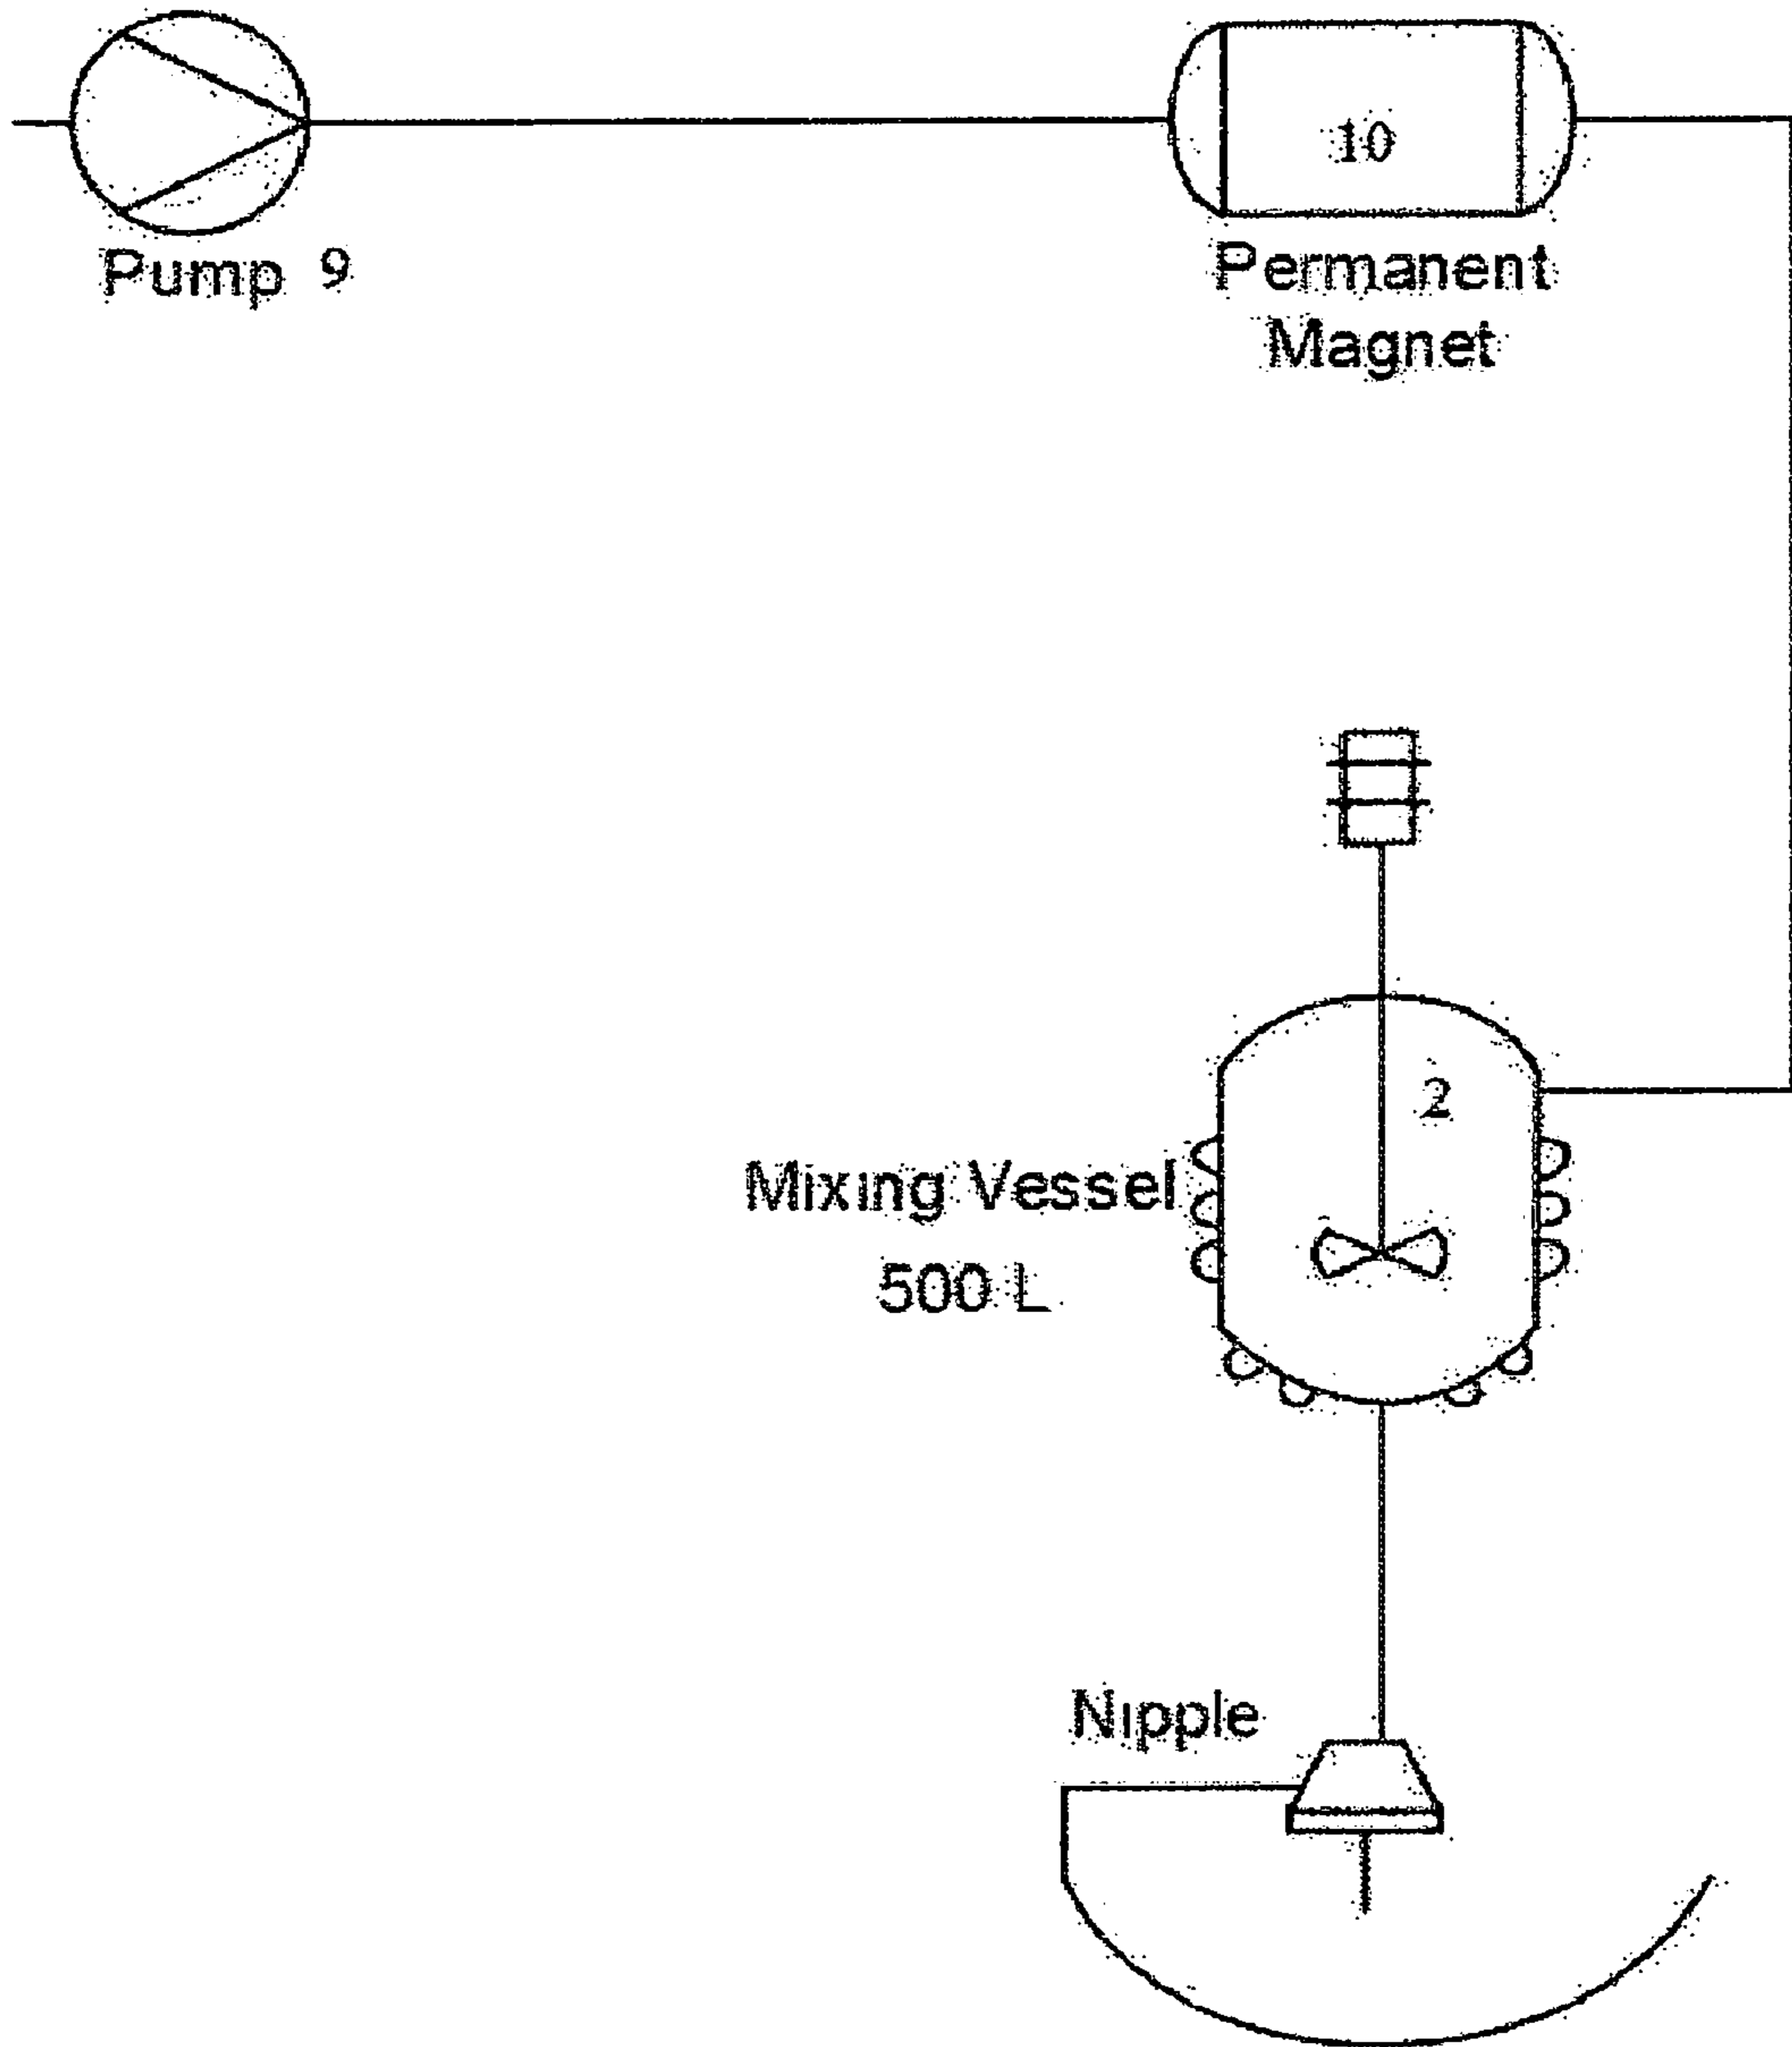 Pump 9
10
Permanent
Magnet
2
Mixing Vessel
500 L
Nipple